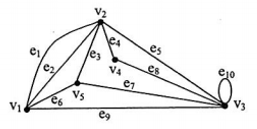 v₂
e₁
e₄
e₅
e₂
e₃
e₁₀
v₄
e₈
e₆
v₅
e₇
v₁
v₃
e₉